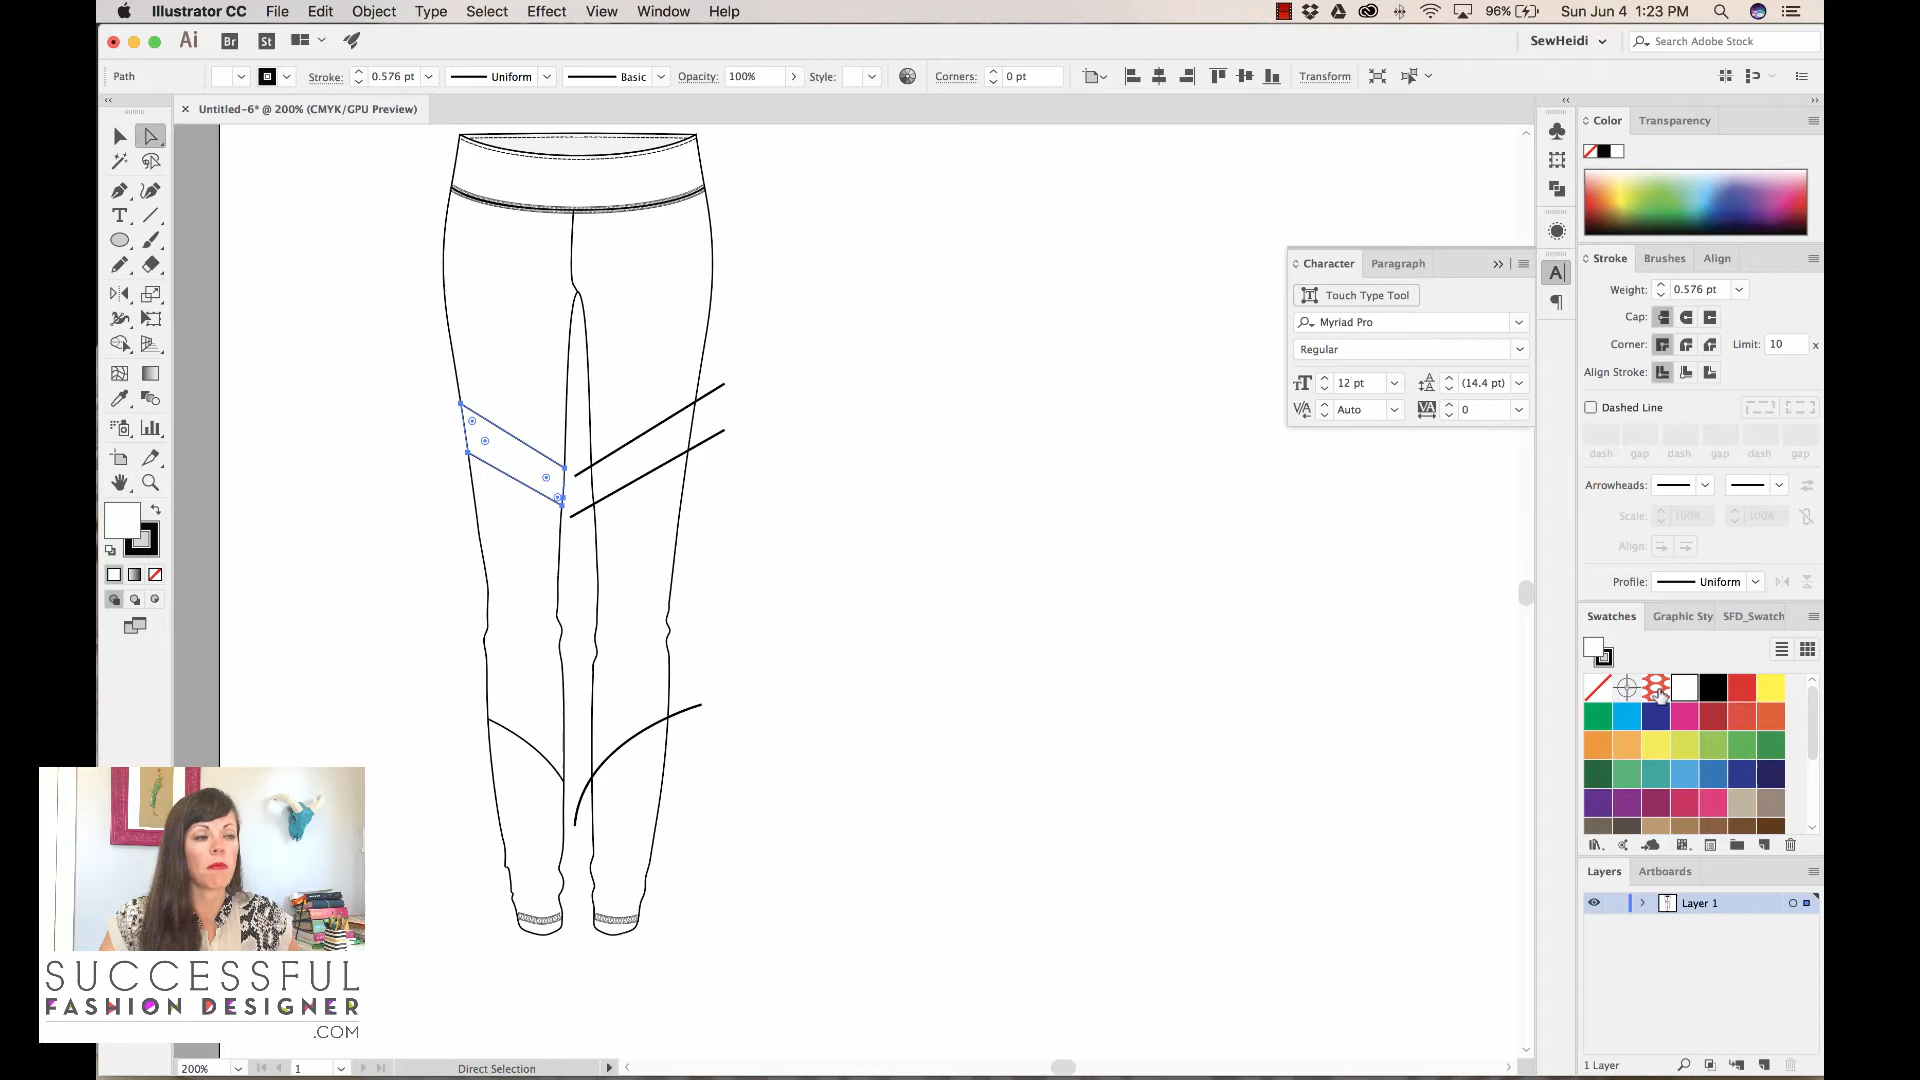 Illustrator CC File Edit Object Type Select Effect View Window Help 96% Sun Jun 4 1:23 PM
Ai Br St SewHeidi Search Adobe Stock
Path Stroke: 0.576 pt Uniform Basic Opacity: 100% Style: Corners: 0 pt Transform
Untitled-6* @ 200% (CMYK/GPU Preview)
Color Transparency
Stroke Brushes Align
Weight: 0.576 pt
Cap:
Corner: Limit: 10 x
Align Stroke:
Dashed Line
dash gap dash gap dash gap
Arrowheads:
Scale: 100% 100%
Align:
Profile: Uniform
Character Paragraph
Touch Type Tool
Myriad Pro
Regular
12 pt (14.4 pt)
Auto 0
Swatches Graphic Sty SFD_Swatch
Layers Artboards
Layer 1
1 Layer
SUCCESSFUL
FASHION DESIGNER
.COM
200% 1 Direct Selection